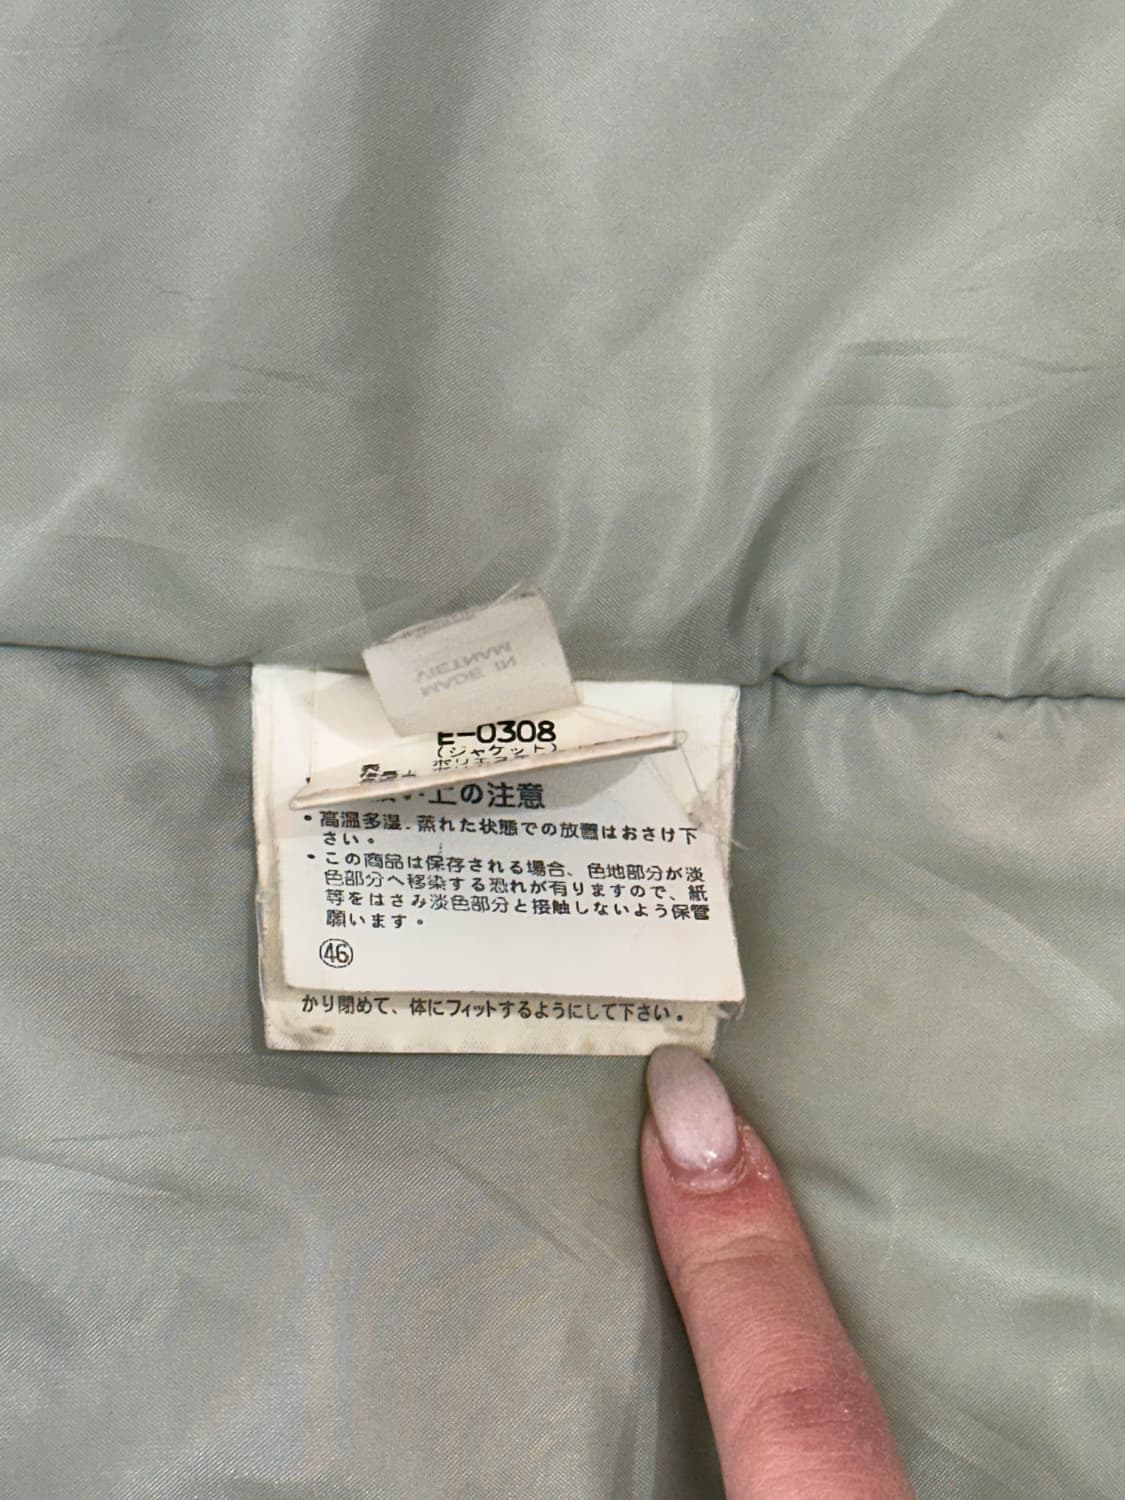 MADE IN
VIETNAM
E-0308
(ジャケット)
ポリエステ
い上の注意
・高温多湿．蒸れた状態での放置はおさけ下
さい。
・この商品は保存される場合、色地部分が淡
色部分へ移染する恐れが有りますので、紙
等をはさみ淡色部分と接触しないよう保管
願います。
㊻
かり閉めて、体にフィットするようにして下さい。